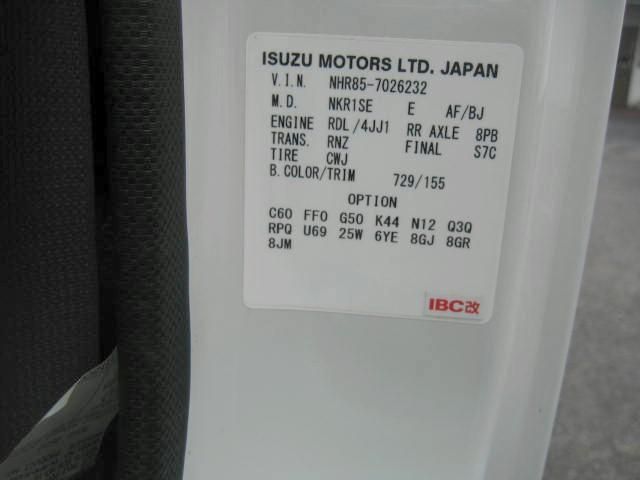 ISUZU MOTORS LTD. JAPAN
V.I.N. NHR85-7026232
M.D. NKR1SE E AF/BJ
ENGINE RDL/4JJ1 RR AXLE 8PB
TRANS. RNZ FINAL S7C
TIRE CWJ
B.COLOR/TRIM 729/155
OPTION
C60 FF0 G50 K44 N12 Q3Q
RPQ U69 25W 6YE 8GJ 8GR
8JM
IBC改